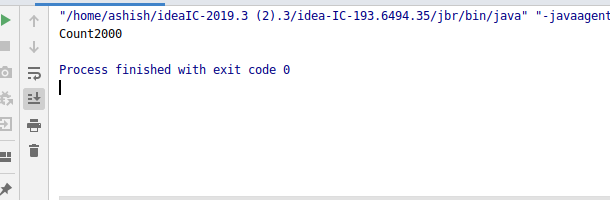 "/home/ashish/ideaIC-2019.3 (2).3/idea-IC-193.6494.35/jbr/bin/java" "-javaagent
Count2000
Process finished with exit code 0